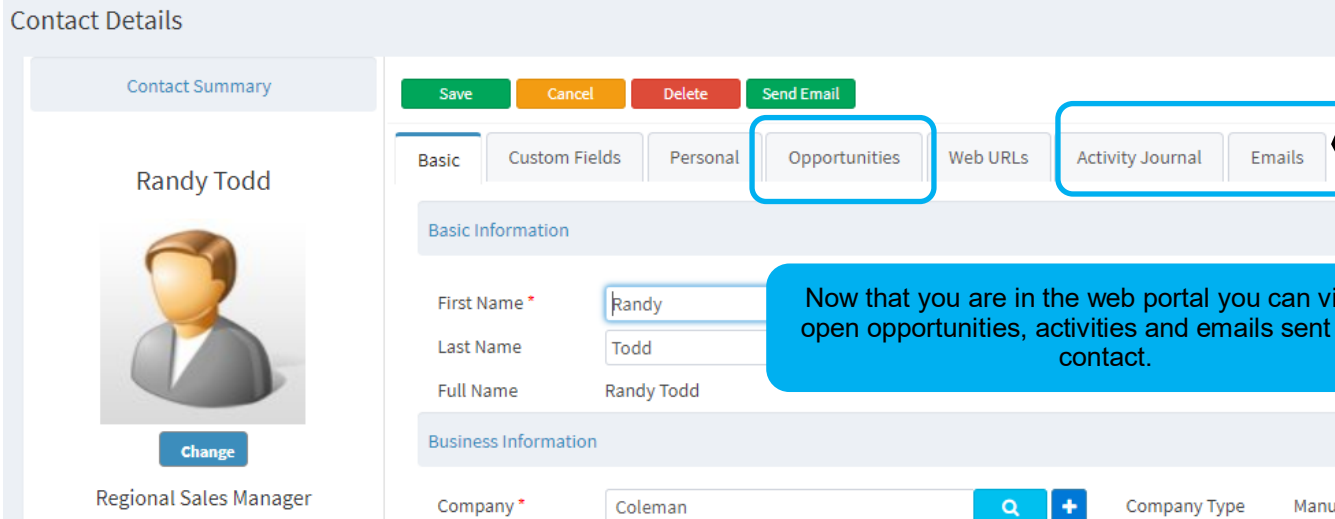 Contact Details
Contact Summary
Save Cancel Delete Send Email
Basic Custom Fields Personal Opportunities Web URLs Activity Journal Emails
Randy Todd
Basic Information
First Name * Randy
Last Name Todd
Full Name Randy Todd
Now that you are in the web portal you can
open opportunities, activities and emails sent
contact.
Change
Business Information
Regional Sales Manager
Company * Coleman Company Type